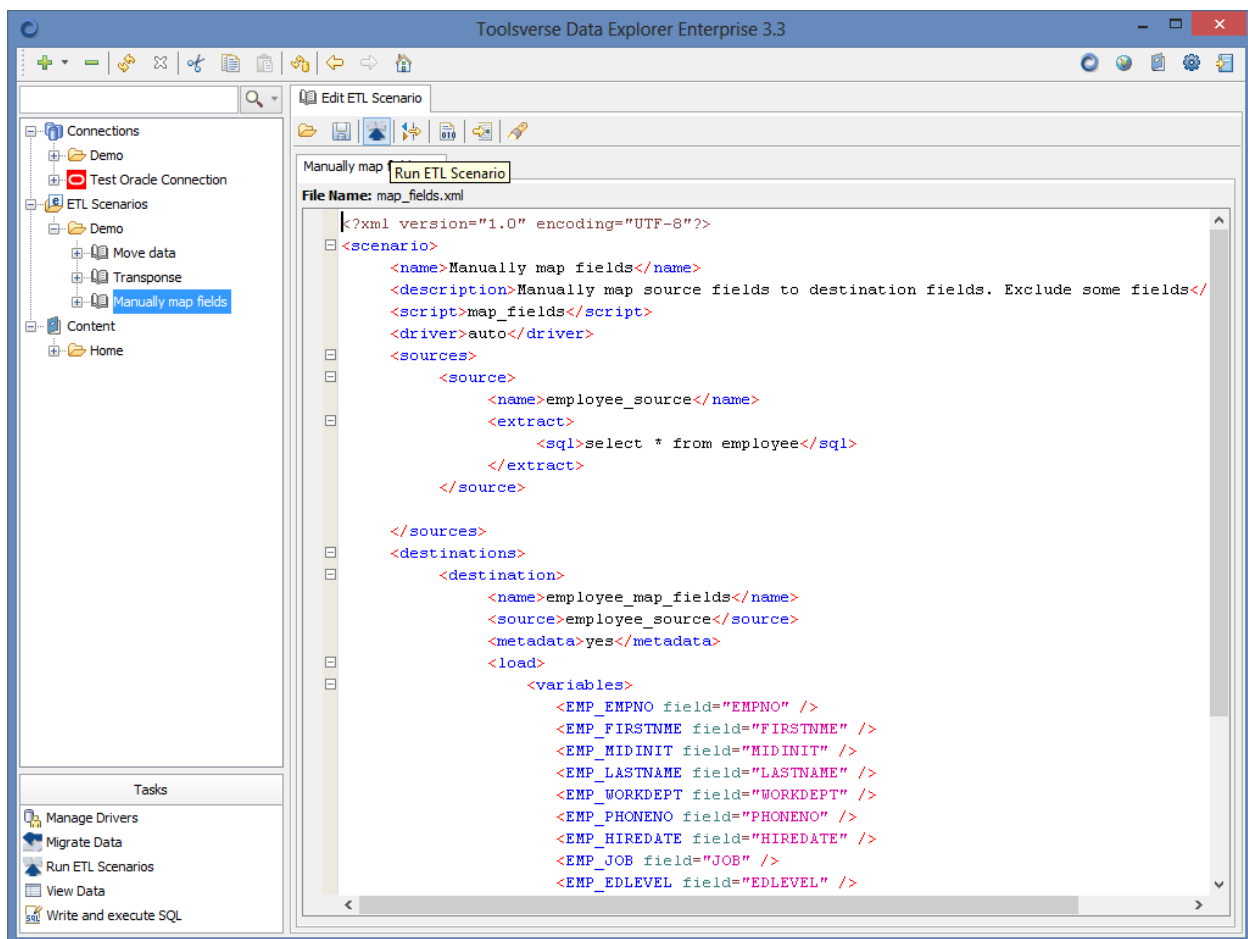 Toolsverse Data Explorer Enterprise 3.3
Edit ETL Scenario
Connections
Demo
Test Oracle Connection
ETL Scenarios
Demo
Move data
Transponse
Manually map fields
Content
Home
Tasks
Manage Drivers
Migrate Data
Run ETL Scenarios
View Data
Write and execute SQL
Manually map
Run ETL Scenario
File Name: map_fields.xml
<?xml version="1.0" encoding="UTF-8"?>
<scenario>
<name>Manually map fields</name>
<description>Manually map source fields to destination fields. Exclude some fields</
<script>map_fields</script>
<driver>auto</driver>
<sources>
<source>
<name>employee_source</name>
<extract>
<sql>select * from employee</sql>
</extract>
</source>
</sources>
<destinations>
<destination>
<name>employee_map_fields</name>
<source>employee_source</source>
<metadata>yes</metadata>
<load>
<variables>
<EMP_EMPNO field="EMPNO" />
<EMP_FIRSTNME field="FIRSTNME" />
<EMP_MIDINIT field="MIDINIT" />
<EMP_LASTNAME field="LASTNAME" />
<EMP_WORKDEPT field="WORKDEPT" />
<EMP_PHONENO field="PHONENO" />
<EMP_HIREDATE field="HIREDATE" />
<EMP_JOB field="JOB" />
<EMP_EDLEVEL field="EDLEVEL" />